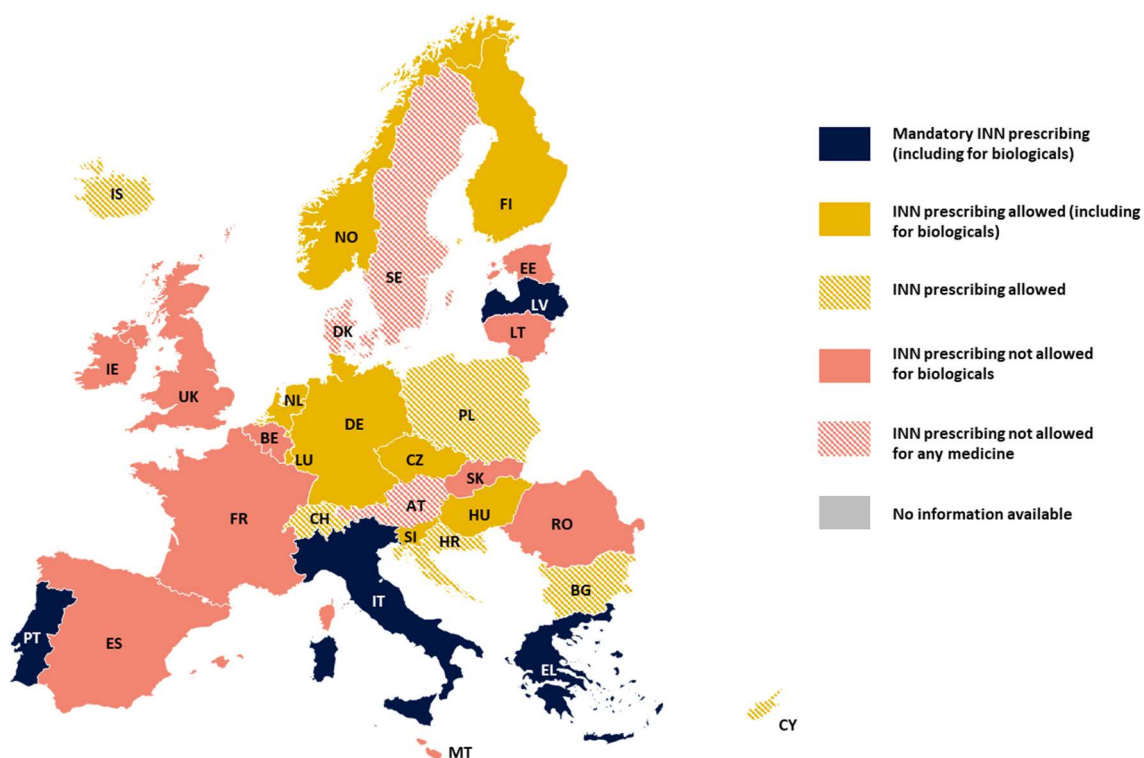 IS
NO
FI
SE
EE
LV
DK
LT
IE
UK
NL
DE
PL
BE
LU
CZ
SK
FR
CH
AT
HU
RO
SI
HR
BG
IT
PT
ES
EL
MT
CY
Mandatory INN prescribing
(including for biologicals)
INN prescribing allowed (including
for biologicals)
INN prescribing allowed
INN prescribing not allowed
for biologicals
INN prescribing not allowed
for any medicine
No information available